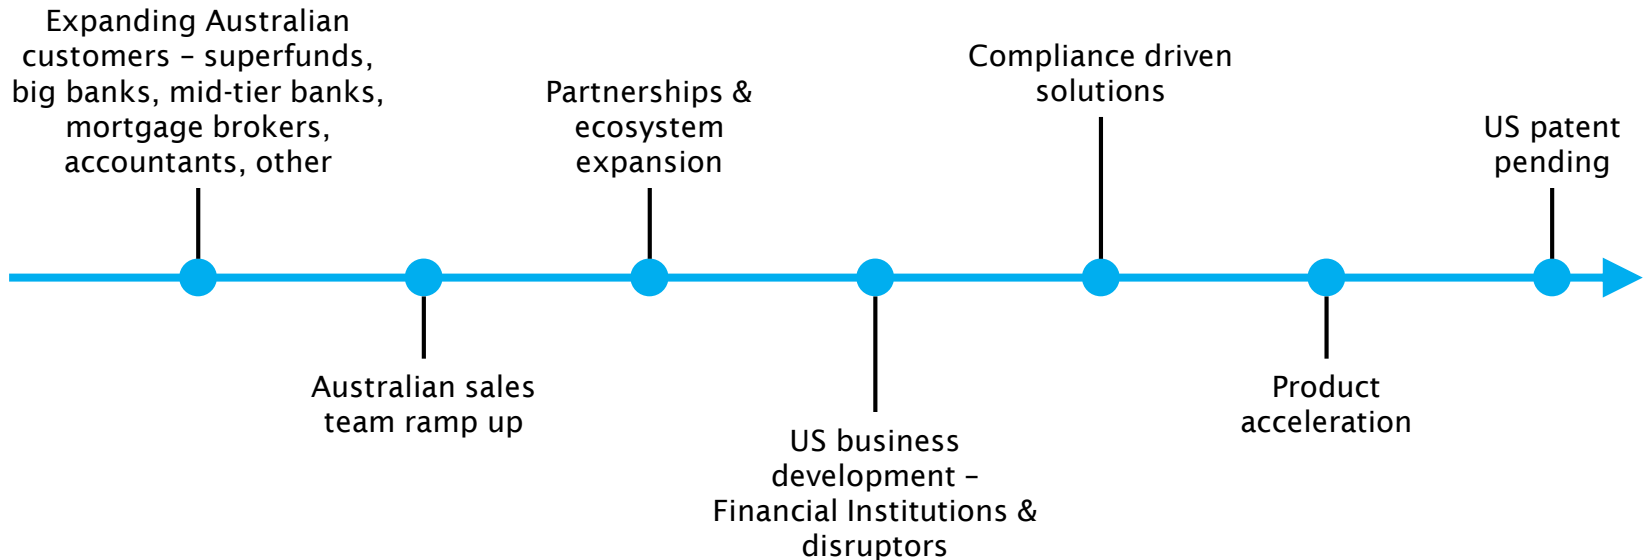 Expanding Australian
customers – superfunds,
big banks, mid-tier banks,
mortgage brokers,
accountants, other
Australian sales
team ramp up
Partnerships &
ecosystem
expansion
US business
development –
Financial Institutions &
disruptors
Compliance driven
solutions
Product
acceleration
US patent
pending